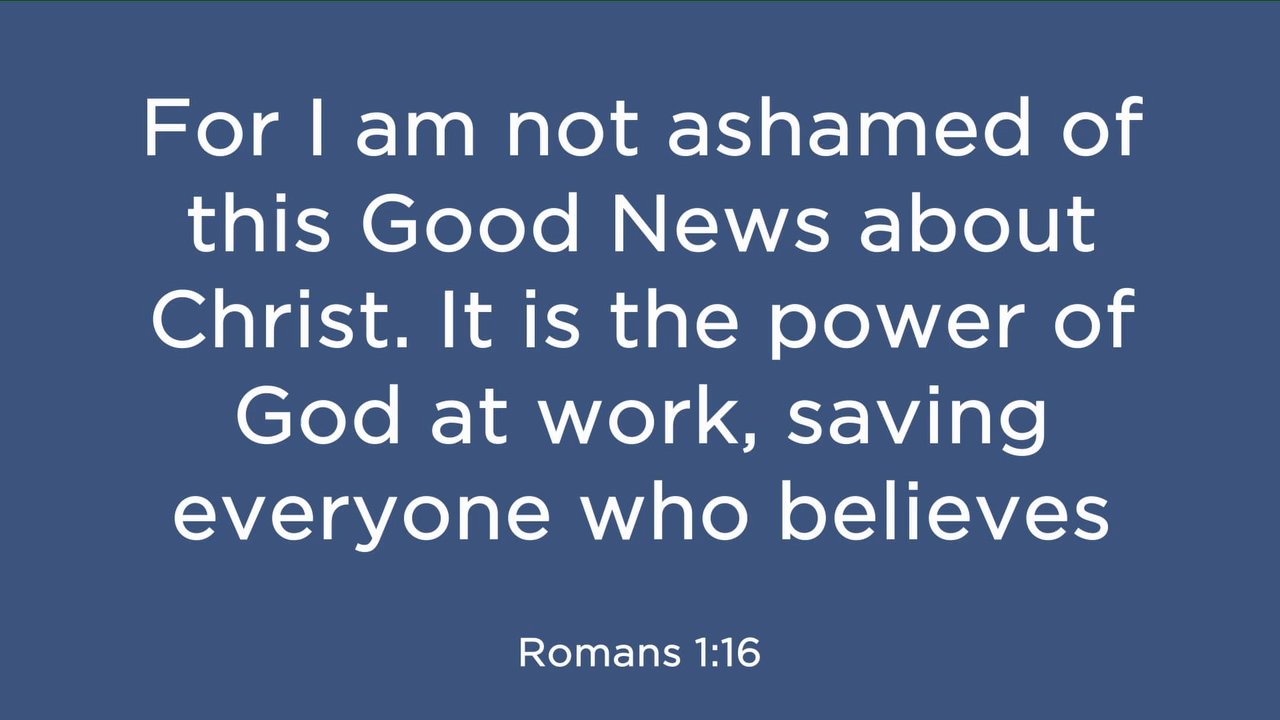 For I am not ashamed of
this Good News about
Christ. It is the power of
God at work, saving
everyone who believes
Romans 1:16